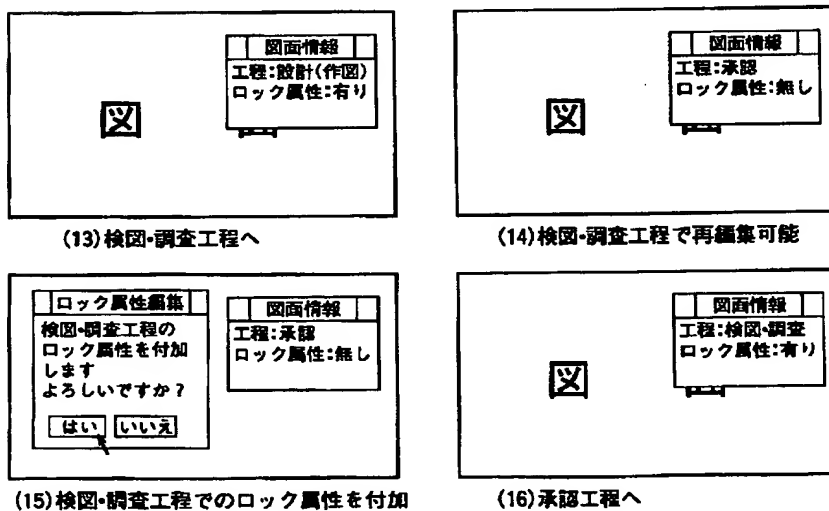 図面情報
工程:設計(作図)
ロック属性:有り
図
(13)検図・調査工程へ
図面情報
工程:承認
ロック属性:無し
図
(14)検図・調査工程で再編集可能
ロック属性編集
検図・調査工程の
ロック属性を付加
します
よろしいですか?
はい いいえ
図面情報
工程:承認
ロック属性:無し
(15)検図・調査工程でのロック属性を付加
図面情報
工程:検図・調査
ロック属性:有り
図
(16)承認工程へ